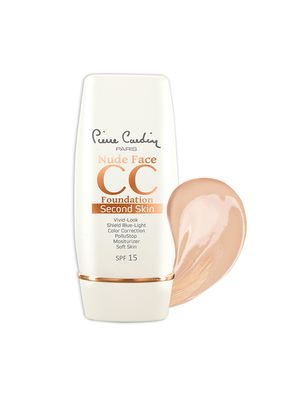 Pierre Cardin
PARIS
Nude Face
CC
Foundation
Second Skin
Vivid-Look
Shield Blue-Light
Color Correction
PolluStop
Moisturizer
Soft Skin
SPF 15